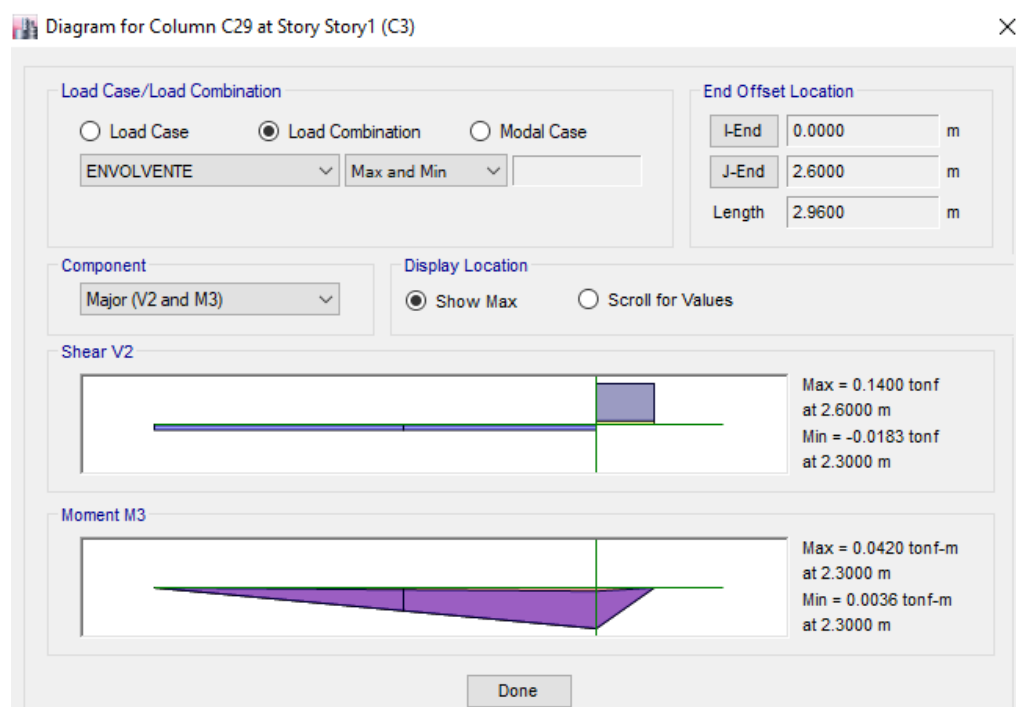 Diagram for Column C29 at Story Story1 (C3)
Load Case/Load Combination
Load Case
Load Combination
Modal Case
ENVOLVENTE
Max and Min
End Offset Location
I-End
0.0000
m
J-End
2.6000
m
Length
2.9600
m
Component
Major (V2 and M3)
Display Location
Show Max
Scroll for Values
Shear V2
Max = 0.1400 tonf
at 2.6000 m
Min = -0.0183 tonf
at 2.3000 m
Moment M3
Max = 0.0420 tonf-m
at 2.3000 m
Min = 0.0036 tonf-m
at 2.3000 m
Done